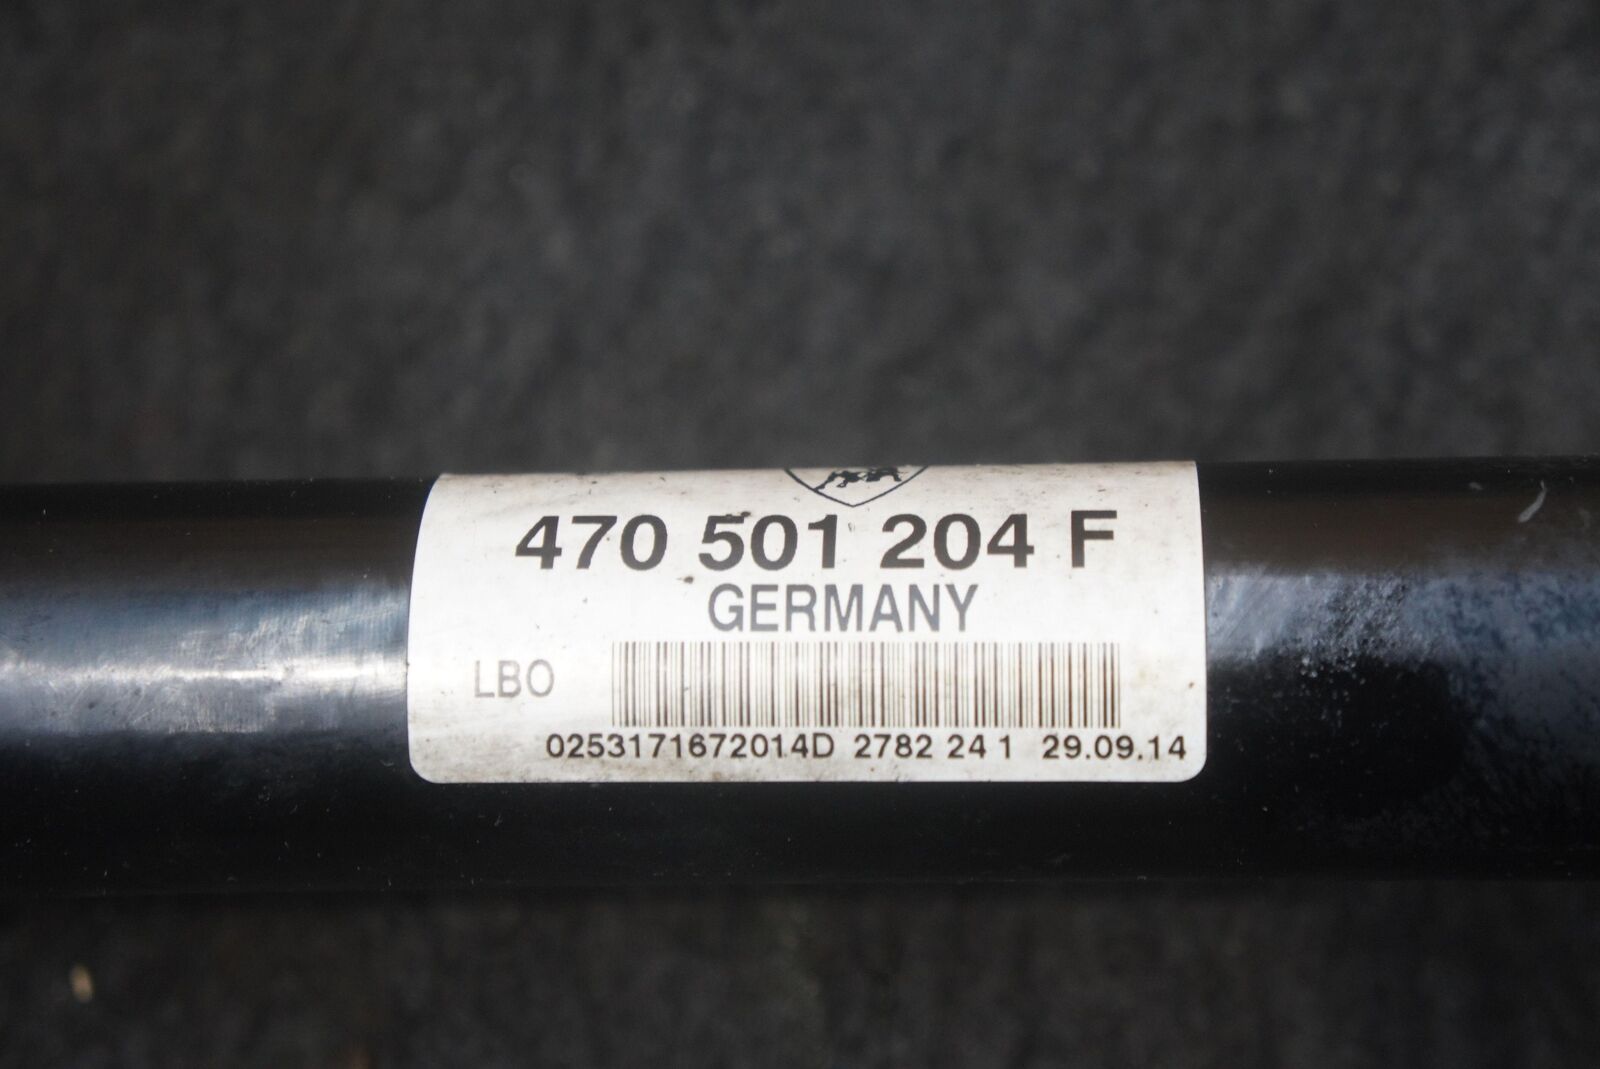 470 501 204 F
GERMANY
LBO
0253171672014D 2782 24 1 29.09.14